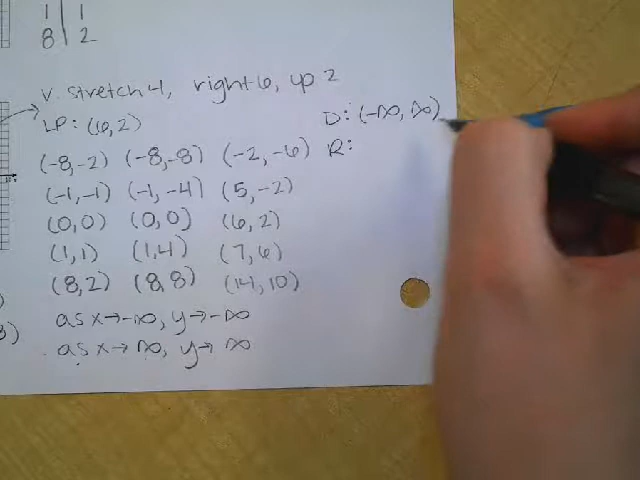 1 | 1
8 | 2
v. stretch 4, right 6, up 2
LP: (6,2)
D: (-∞, ∞)
(-8,-2) (-8,-8) (-2,-6) R:
(-1,-1) (-1,-4) (5,-2)
(0,0) (0,0) (6,2)
(1,1) (1,4) (7,6)
(8,2) (8,8) (14,10)
as x→-∞, y→-∞
as x→∞, y→∞